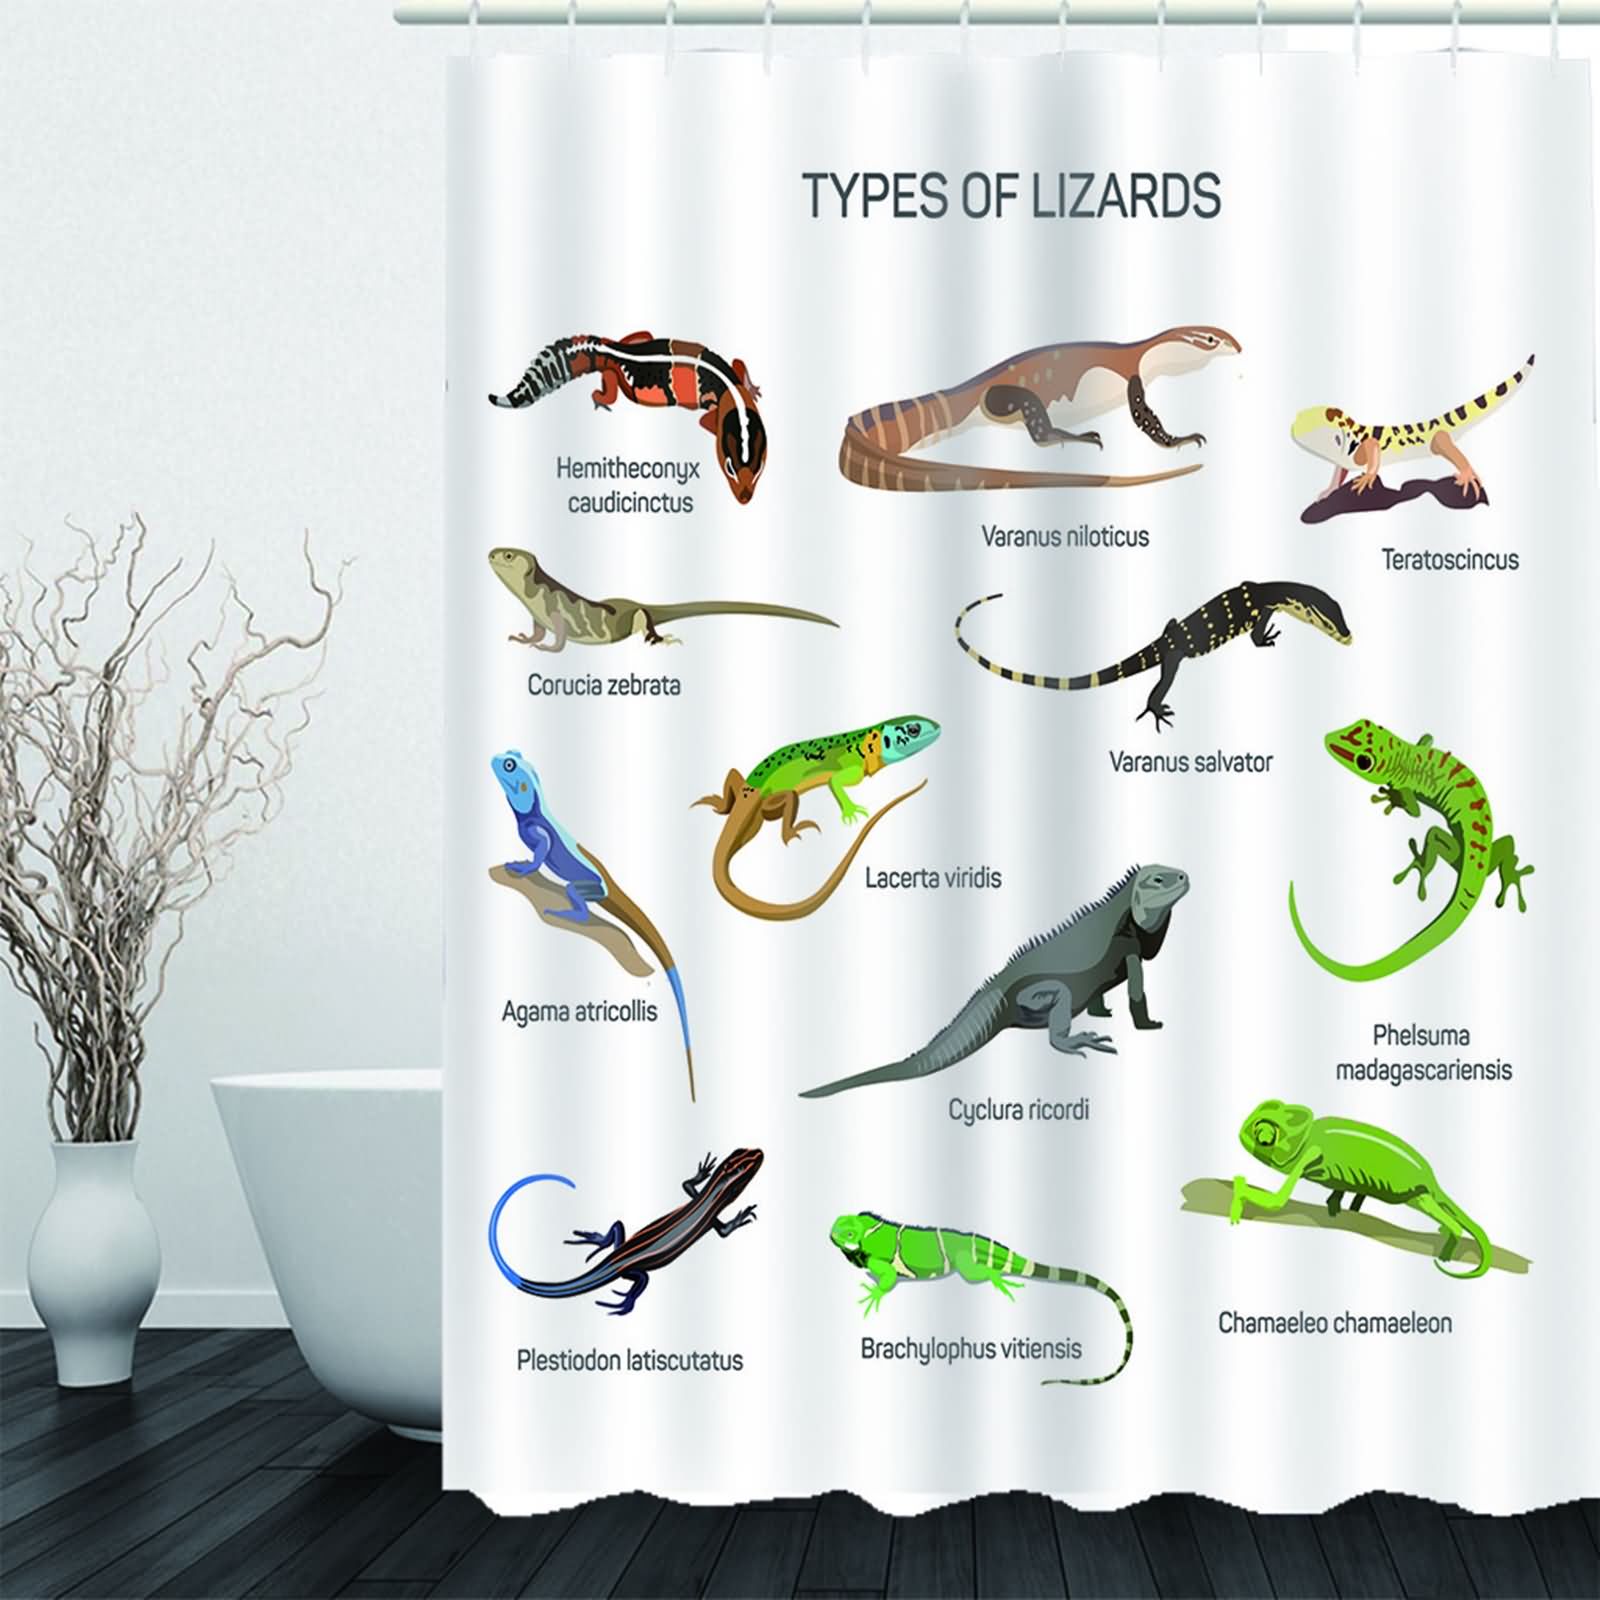 TYPES OF LIZARDS
Hemitheconyx
caudicinctus
Varanus niloticus
Teratoscincus
Corucia zebrata
Varanus salvator
Lacerta viridis
Agama atricollis
Phelsuma
madagascariensis
Cyclura ricordi
Plestiodon latiscutatus
Brachylophus vitiensis
Chamaeleo chamaeleon